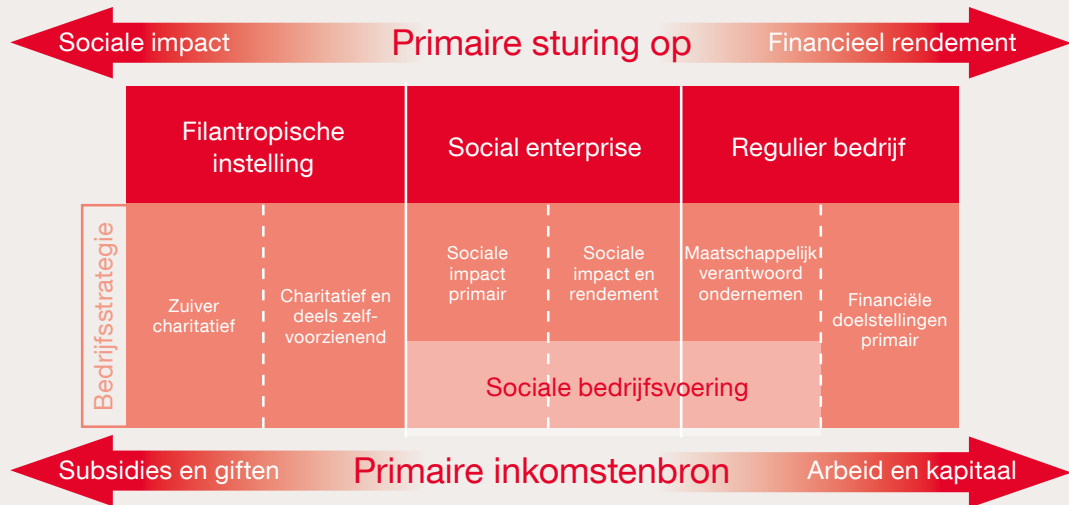 Sociale impact
Primaire sturing op
Financieel rendement
Filantropische
instelling
Social enterprise
Regulier bedrijf
Bedrijfsstrategie
Zuiver
charitatief
Charitatief en
deels zelf-
voorzienend
Sociale
impact
primair
Sociale
impact en
rendement
Maatschappelijk
verantwoord
ondernemen
Financiële
doelstellingen
primair
Sociale bedrijfsvoering
Subsidies en giften
Primaire inkomstenbron
Arbeid en kapitaal